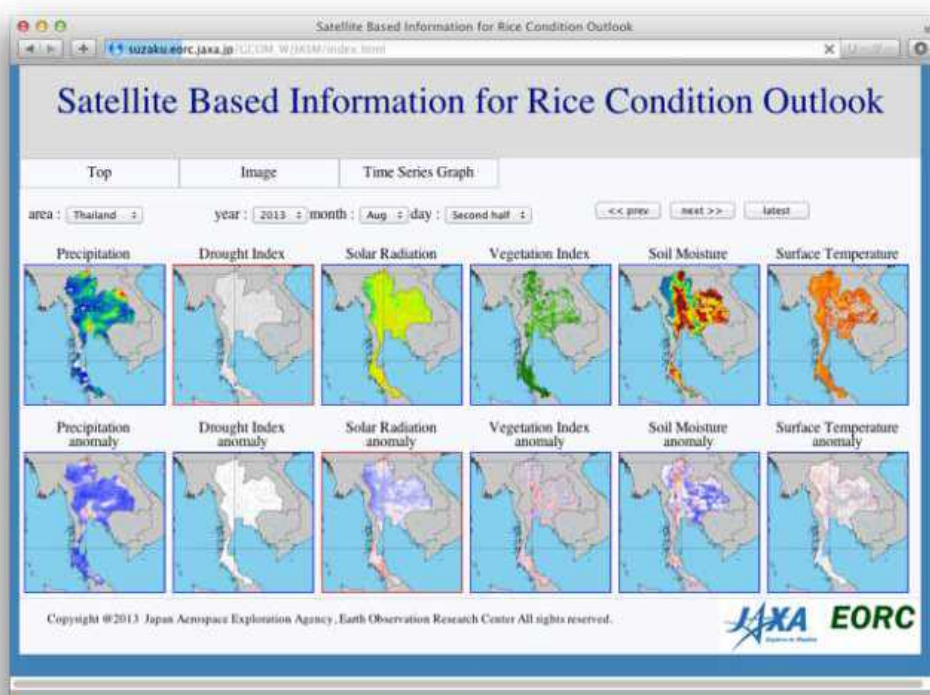 Satellite Based Information for Rice Condition Outlook
suzaku.eorc.jaxa.jp/GCOM_W/JASM/index.html
Satellite Based Information for Rice Condition Outlook
Top Image Time Series Graph
area : Thailand year : 2013 month : Aug day : Second half << prev next >> latest
Precipitation Drought Index Solar Radiation Vegetation Index Soil Moisture Surface Temperature
Precipitation Drought Index Solar Radiation Vegetation Index Soil Moisture Surface Temperature
anomaly anomaly anomaly anomaly anomaly anomaly
Copyright @2013 Japan Aerospace Exploration Agency, Earth Observation Research Center All rights reserved.
JAXA EORC